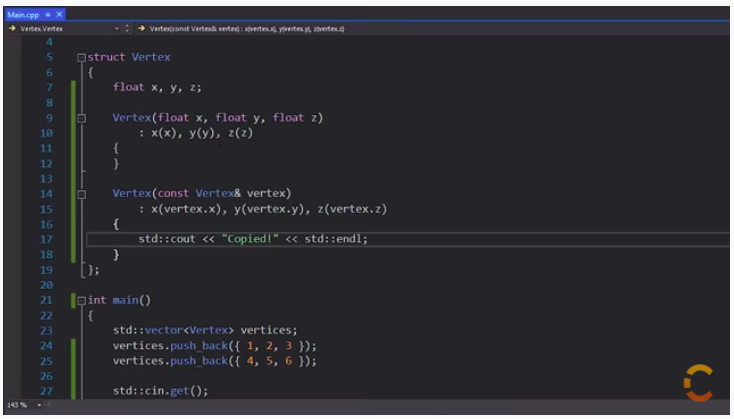 Main.cpp
Vertex.Vertex Vertex(const Vertex& vertex) : x(vertex.x), y(vertex.y), z(vertex.z)
4
5 struct Vertex
6 {
7 float x, y, z;
8
9 Vertex(float x, float y, float z)
10 : x(x), y(y), z(z)
11 {
12 }
13
14 Vertex(const Vertex& vertex)
15 : x(vertex.x), y(vertex.y), z(vertex.z)
16 {
17 std::cout << "Copied!" << std::endl;
18 }
19 };
20
21 int main()
22 {
23 std::vector<Vertex> vertices;
24 vertices.push_back({ 1, 2, 3 });
25 vertices.push_back({ 4, 5, 6 });
26
27 std::cin.get();
143 %